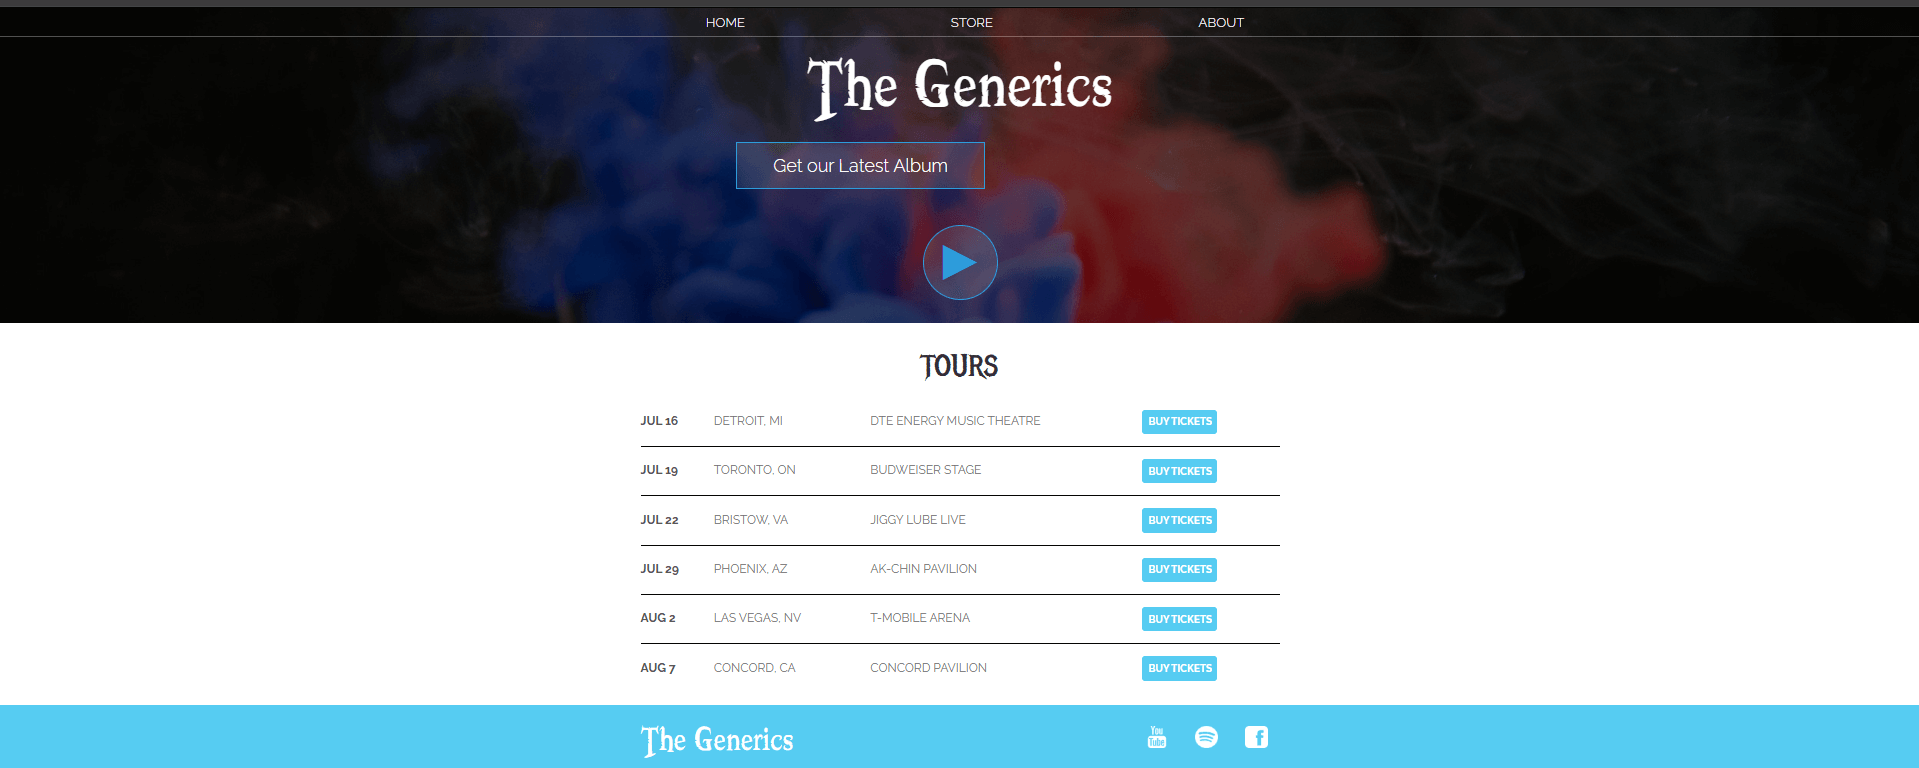 HOME STORE ABOUT
The Generics
Get our Latest Album
TOURS
JUL 16 DETROIT, MI DTE ENERGY MUSIC THEATRE BUY TICKETS
JUL 19 TORONTO, ON BUDWEISER STAGE BUY TICKETS
JUL 22 BRISTOW, VA JIGGY LUBE LIVE BUY TICKETS
JUL 29 PHOENIX, AZ AK-CHIN PAVILION BUY TICKETS
AUG 2 LAS VEGAS, NV T-MOBILE ARENA BUY TICKETS
AUG 7 CONCORD, CA CONCORD PAVILION BUY TICKETS
The Generics You Tube f